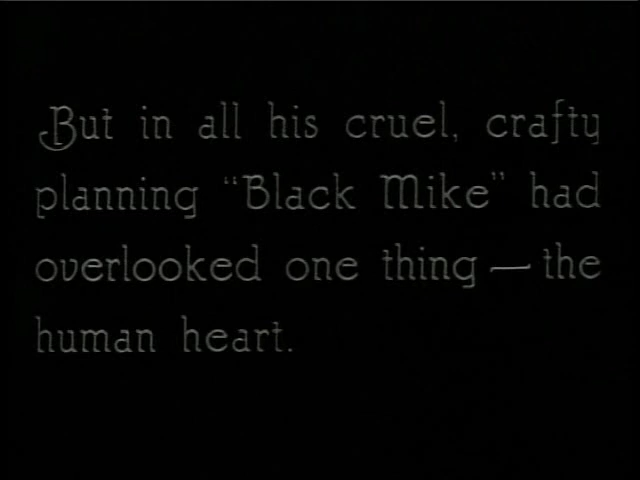 But in all his cruel, crafty
planning "Black Mike" had
overlooked one thing — the
human heart.